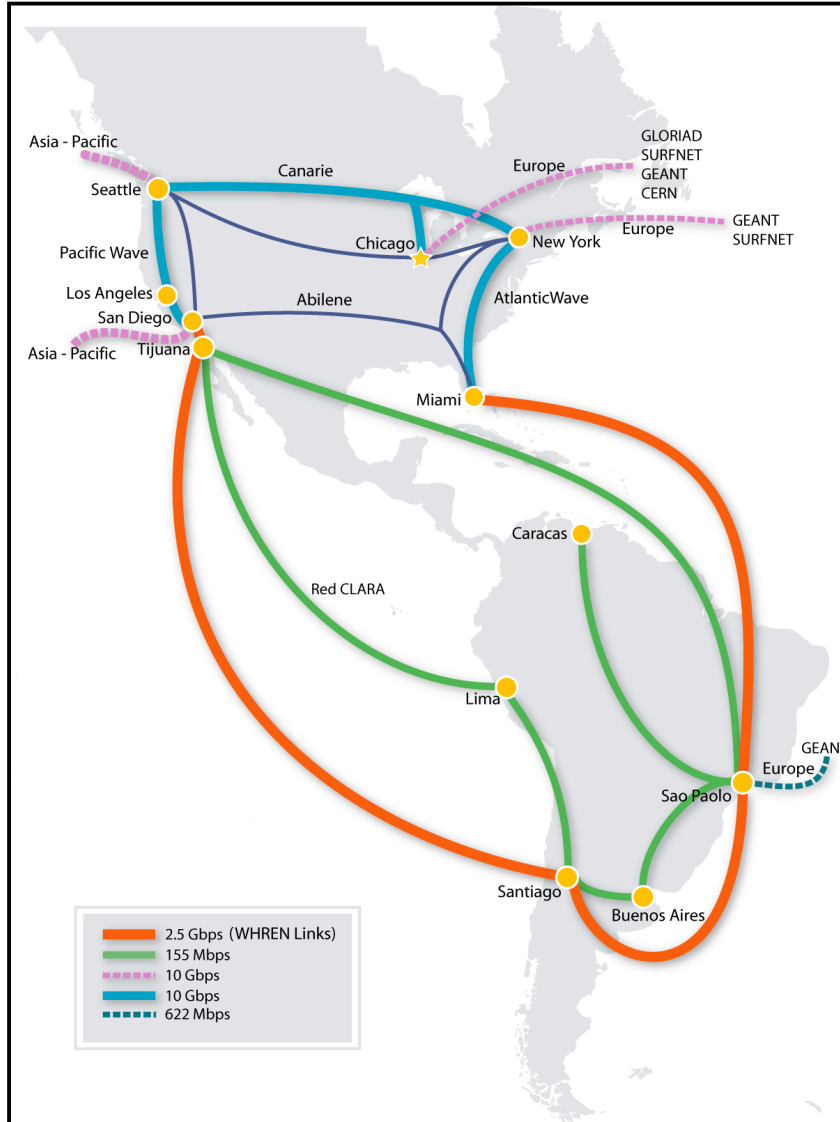 Asia - Pacific
Seattle
Canarie
Europe
GLORIAD
SURFNET
GEANT
CERN
Chicago
New York
Europe
GEANT
SURFNET
Pacific Wave
Los Angeles
San Diego
Abilene
AtlanticWave
Asia - Pacific
Tijuana
Miami
Caracas
Red CLARA
Lima
GEAN
Europe
Sao Paolo
Santiago
Buenos Aires
2.5 Gbps (WHREN Links)
155 Mbps
10 Gbps
10 Gbps
622 Mbps